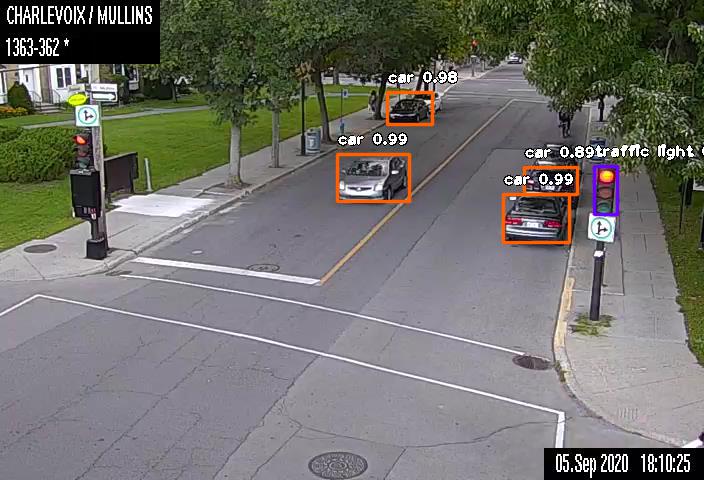 CHARLEVOIX / MULLINS
1363-362 *
car 0.98
car 0.99
car 0.89
traffic light
car 0.99
05.Sep 2020 18:10:25